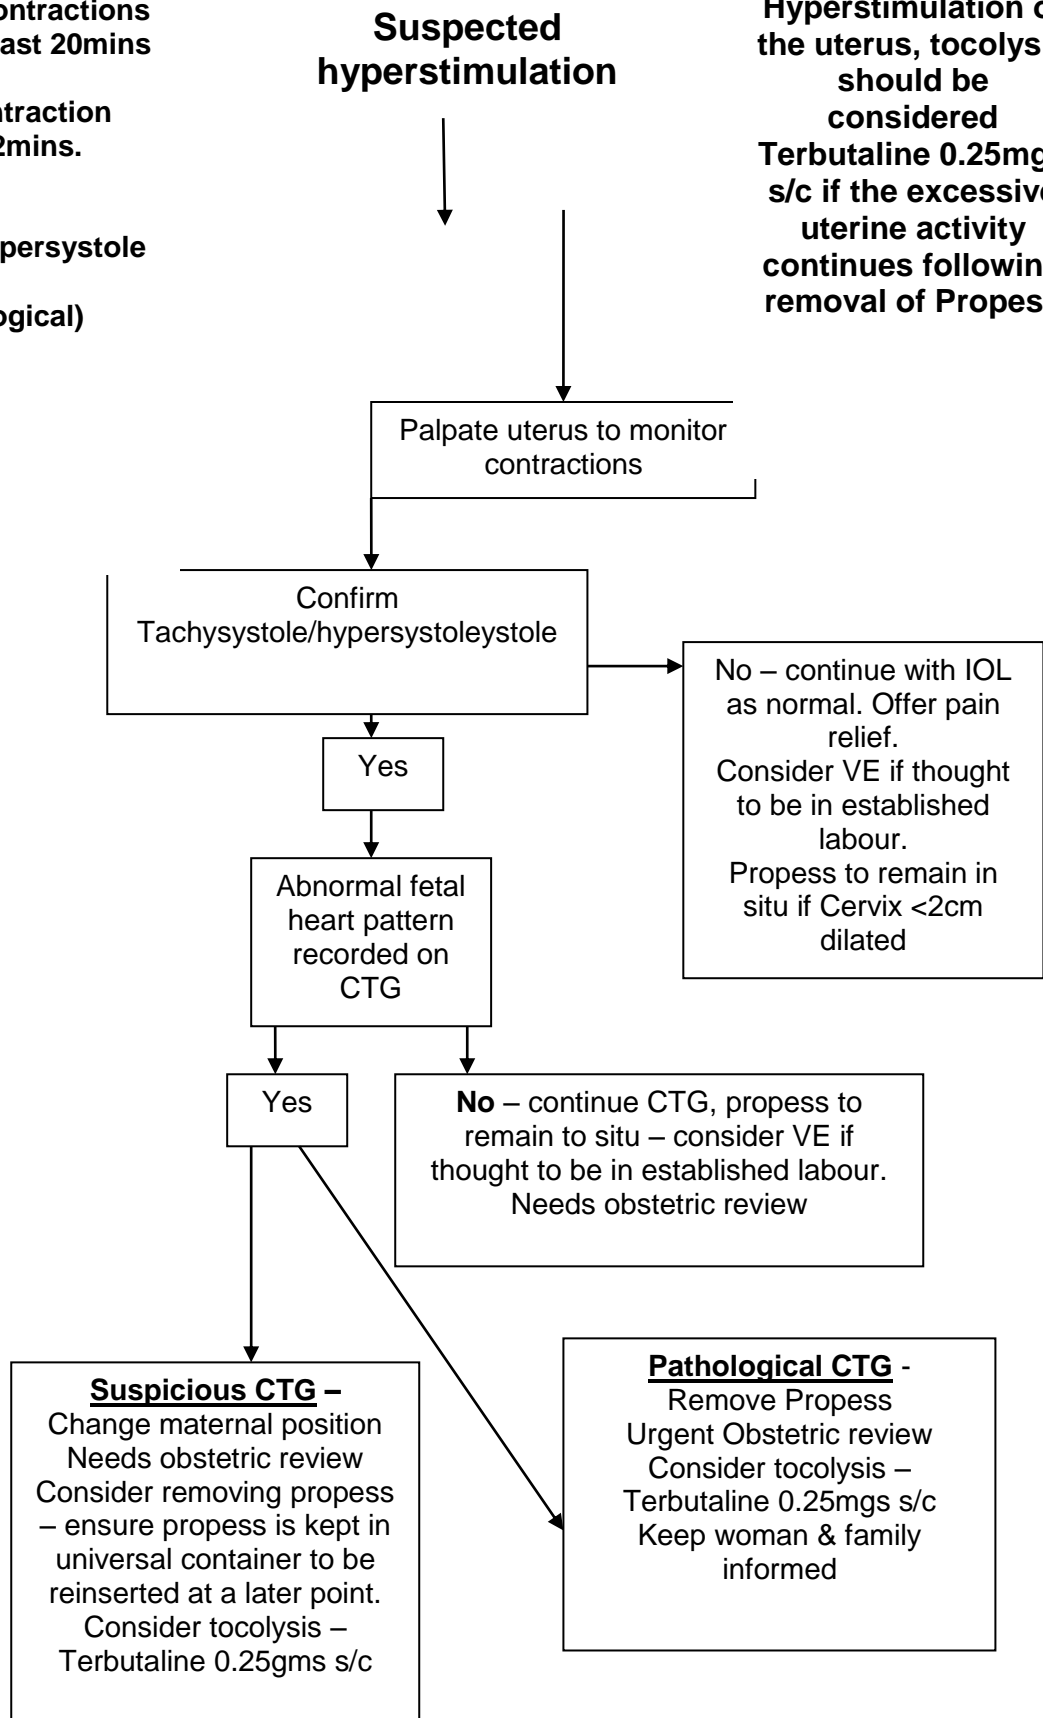 ontractions
ast 20mins
ntraction
2mins.
persystole
ogical)
Suspected
hyperstimulation
Hyperstimulation o
the uterus, tocolys
should be
considered
Terbutaline 0.25mg
s/c if the excessive
uterine activity
continues followin
removal of Propes
Palpate uterus to monitor
contractions
Confirm
Tachysystole/hypersystoleystole
No – continue with IOL
as normal. Offer pain
relief.
Consider VE if thought
to be in established
labour.
Propess to remain in
situ if Cervix <2cm
dilated
Yes
Abnormal fetal
heart pattern
recorded on
CTG
Yes
No – continue CTG, propess to
remain to situ – consider VE if
thought to be in established labour.
Needs obstetric review
Suspicious CTG –
Change maternal position
Needs obstetric review
Consider removing propess
– ensure propess is kept in
universal container to be
reinserted at a later point.
Consider tocolysis –
Terbutaline 0.25gms s/c
Pathological CTG -
Remove Propess
Urgent Obstetric review
Consider tocolysis –
Terbutaline 0.25mgs s/c
Keep woman & family
informed